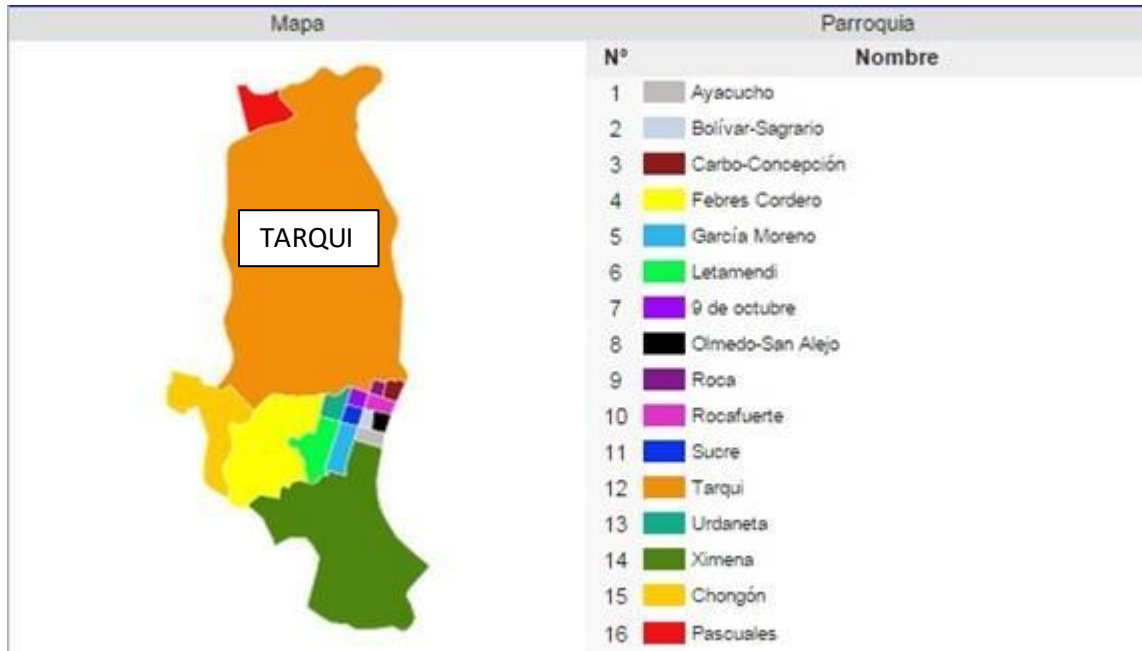 Mapa
Parroquia
Nº Nombre
TARQUI
1 Ayacucho
2 Bolívar-Sagrario
3 Carbo-Concepción
4 Febres Cordero
5 García Moreno
6 Letamendi
7 9 de octubre
8 Olmedo-San Alejo
9 Roca
10 Rocafuerte
11 Sucre
12 Tarqui
13 Urdaneta
14 Ximena
15 Chongón
16 Pascuales